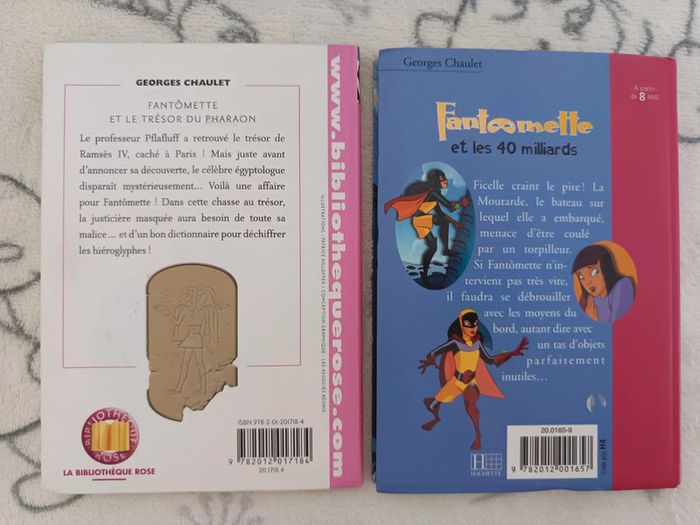 GEORGES CHAULET
FANTÔMETTE
ET LE TRÉSOR DU PHARAON
Le professeur Pflafluff a retrouvé le trésor de
Ramsès IV, caché à Paris ! Mais juste avant
d'annoncer sa découverte, le célèbre égyptologue
disparaît mystérieusement... Voilà une affaire
pour Fantômette ! Dans cette chasse au trésor, la
justicière masquée aura besoin de toute sa
malice... et d'un bon dictionnaire pour déchiffrer
les hiéroglyphes !
BIBLIOTHÈQUE
ROSE
LA BIBLIOTHÈQUE ROSE
ISBN 978-2-01-201718-4
9 782012 017184
20.1718.4
www.bibliothequerose.com
Georges Chaulet
À partir
de 8 ANS
Fantomette
et les 40 milliards
Ficelle craint le pire ! La
Moutarde, le bateau sur
lequel elle a embarqué,
menace d'être coulé
par un torpilleur.
Si Fantômette n'in-
tervient pas très vite,
il faudra se débrouiller
avec les moyens du
bord, autant dire avec
un tas d'objets
parfaitement
inutiles...
H
HACHETTE
20.0165-9
9 782012 001657
Code prix H4